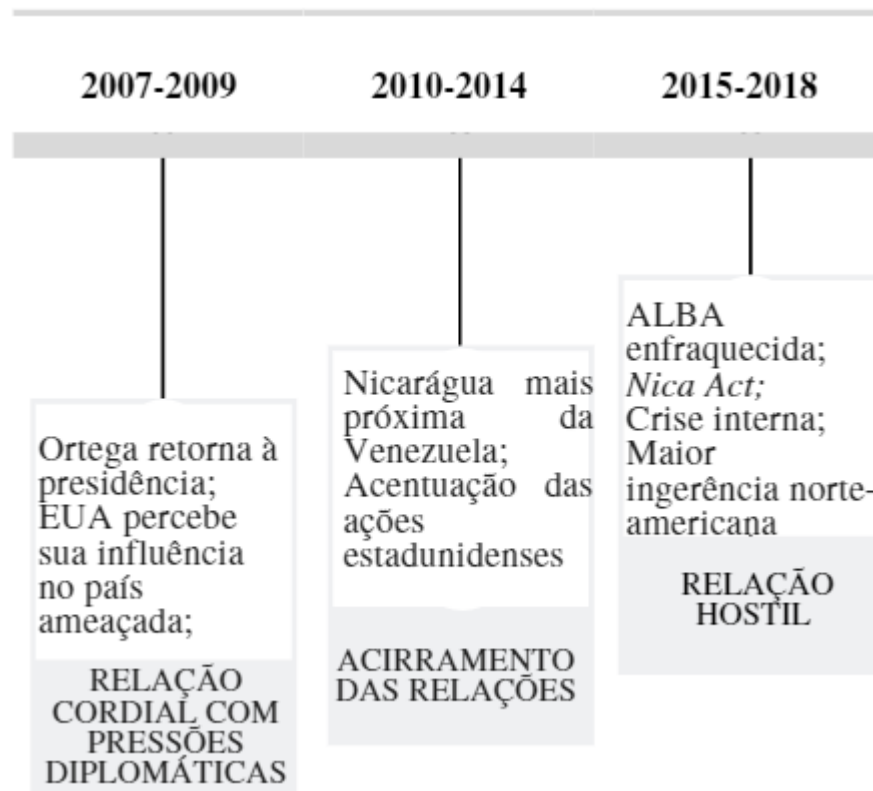 2007-2009
2010-2014
2015-2018
Ortega retorna à
presidência;
EUA percebe
sua influência
no país
ameaçada;
RELAÇÃO
CORDIAL COM
PRESSÕES
DIPLOMÁTICAS
Nicarágua mais
próxima da
Venezuela;
Acentuação das
ações
estadunidenses
ACIRRAMENTO
DAS RELAÇÕES
ALBA
enfraquecida;
Nica Act;
Crise interna;
Maior
ingerência norte-
americana
RELAÇÃO
HOSTIL